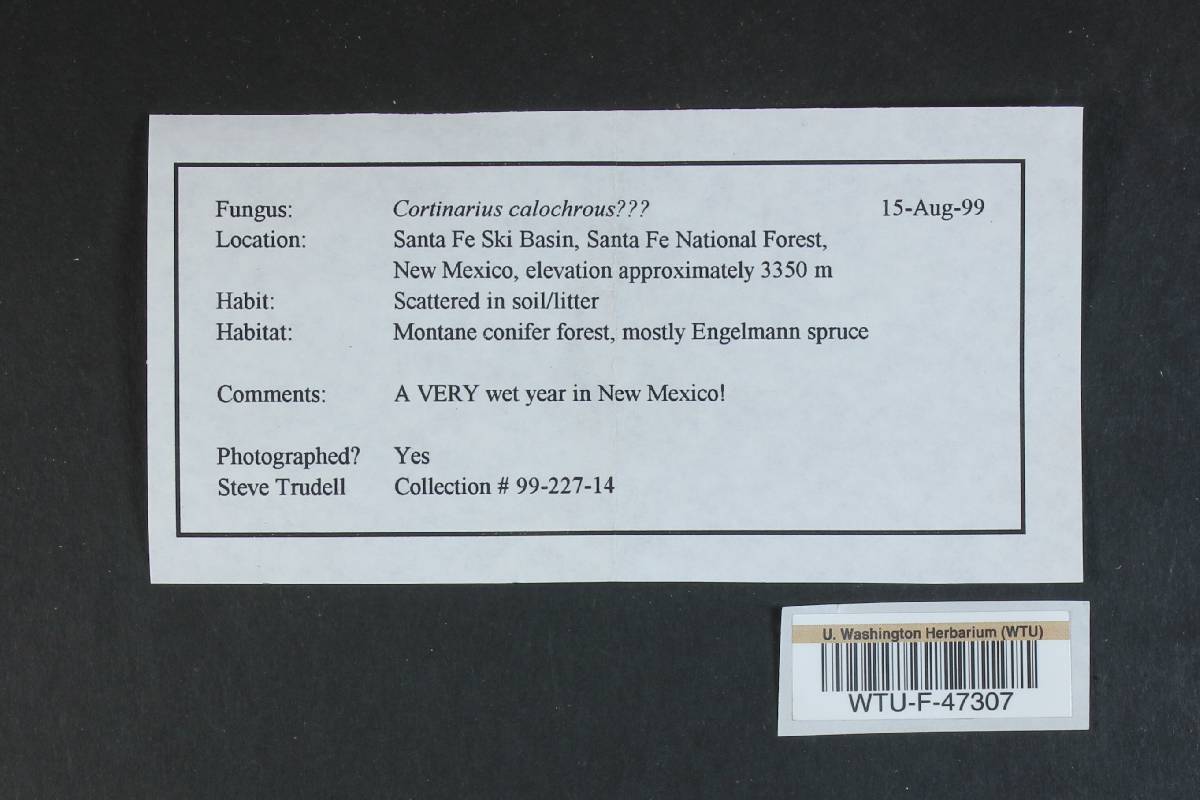 Fungus: Cortinarius calochrous??? 15-Aug-99
Location: Santa Fe Ski Basin, Santa Fe National Forest,
New Mexico, elevation approximately 3350 m
Habit: Scattered in soil/litter
Habitat: Montane conifer forest, mostly Engelmann spruce
Comments: A VERY wet year in New Mexico!
Photographed? Yes
Steve Trudell Collection # 99-227-14
U. Washington Herbarium (WTU)
WTU-F-47307